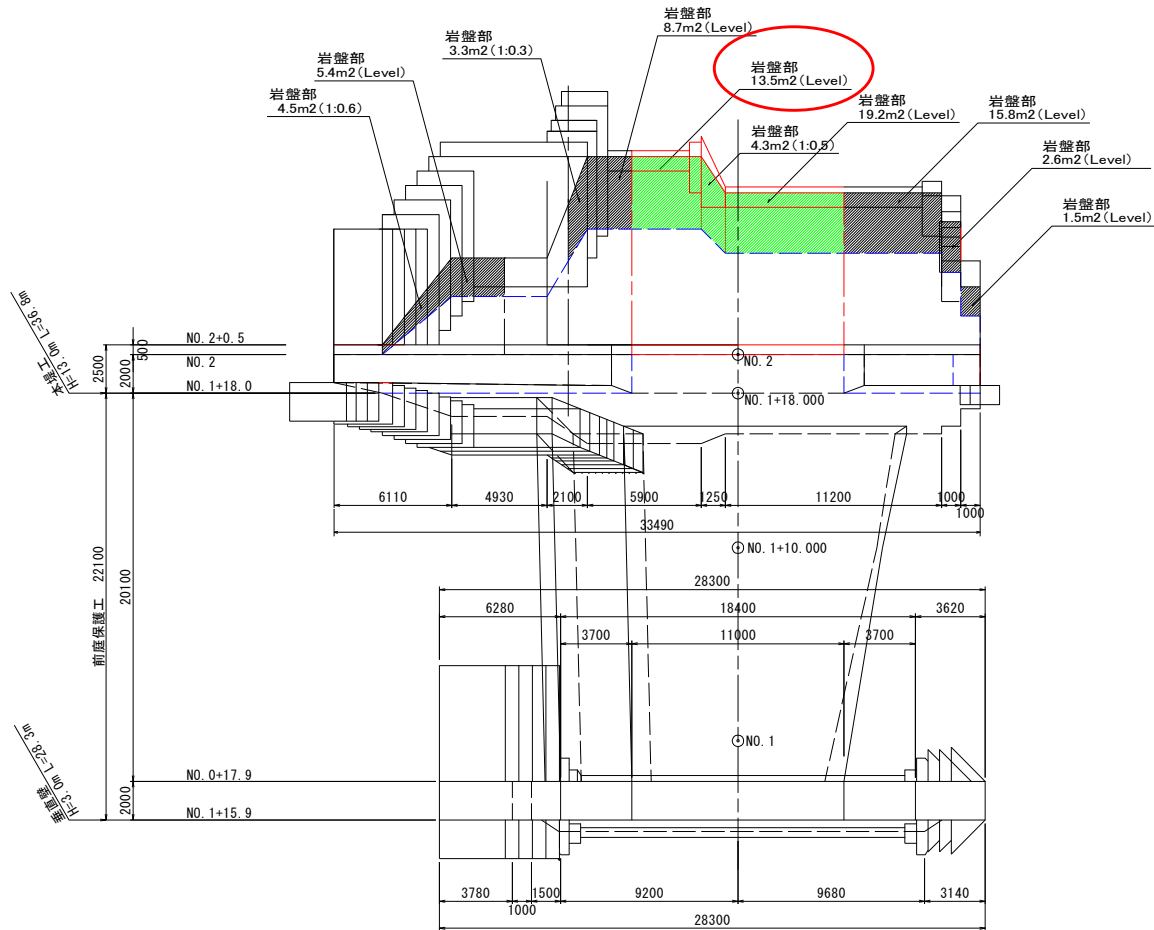 岩盤部
8.7m2(Level)
岩盤部
3.3m2(1:0.3)
岩盤部
5.4m2(Level)
岩盤部
4.5m2(1:0.6)
岩盤部
13.5m2(Level)
岩盤部
19.2m2(Level)
岩盤部
15.8m2(Level)
岩盤部
4.3m2(1:0.5)
岩盤部
2.6m2(Level)
岩盤部
1.5m2(Level)
本堤工
H=13.0m L=36.8m
2500
2000
500
NO.2+0.5
NO.2
NO.1+18.0
NO.2
NO.1+18.000
6110
4930
2100
5900
1250
11200
1000
1000
33490
NO.1+10.000
前庭保護工 22100
20100
28300
6280
18400
3620
3700
11000
3700
NO.1
垂直壁
H=3.0m L=28.3m
2000
NO.0+17.9
NO.1+15.9
3780
1000
1500
9200
9680
3140
28300